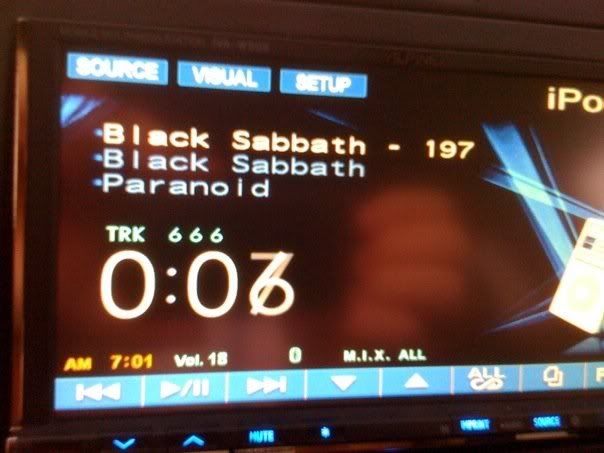 SOURCE VISUAL SETUP
iPo
Black Sabbath - 197
Black Sabbath
Paranoid
TRK 666
AM 7:01 Vol. 18 0 M.I.X. ALL
ALL
MUTE SOURCE